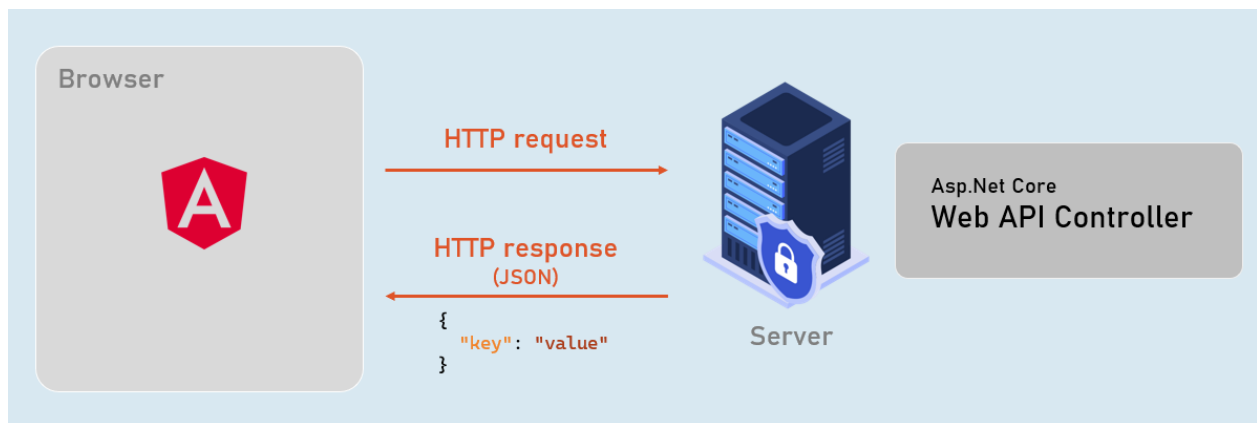 Browser
HTTP request
HTTP response
(JSON)
{
"key": "value"
}
Server
Asp.Net Core
Web API Controller